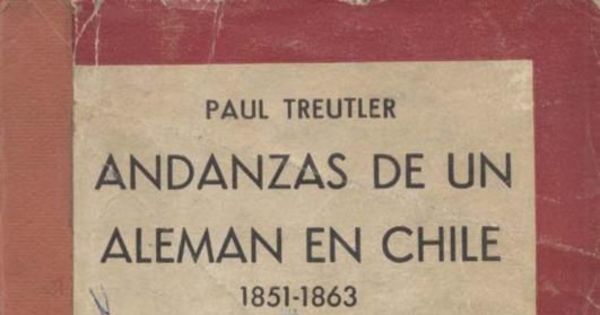 PAUL TREUTLER
ANDANZAS DE UN
ALEMAN EN CHILE
1851-1863